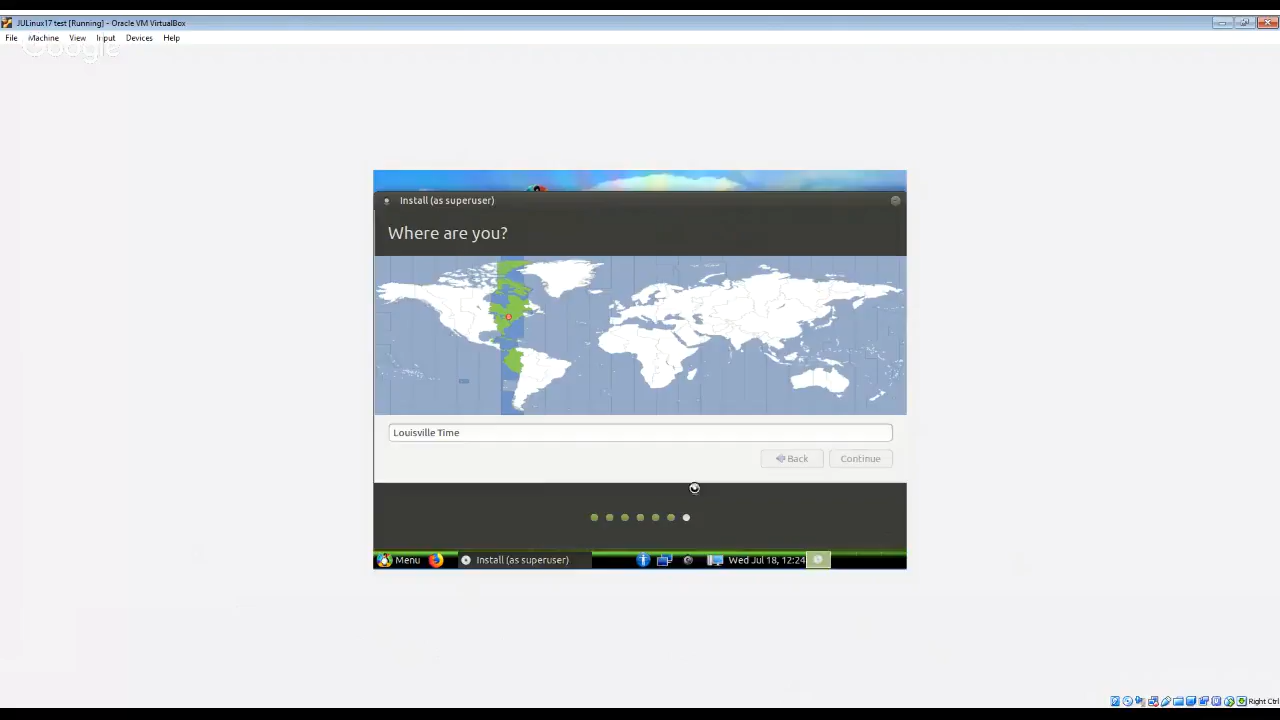 JULinux17 test [Running] - Oracle VM VirtualBox
File Machine View Input Devices Help
Google
Install (as superuser)
Where are you?
Louisville Time
Back Continue
Menu Install (as superuser) Wed Jul 18, 12:24
Right Ctrl